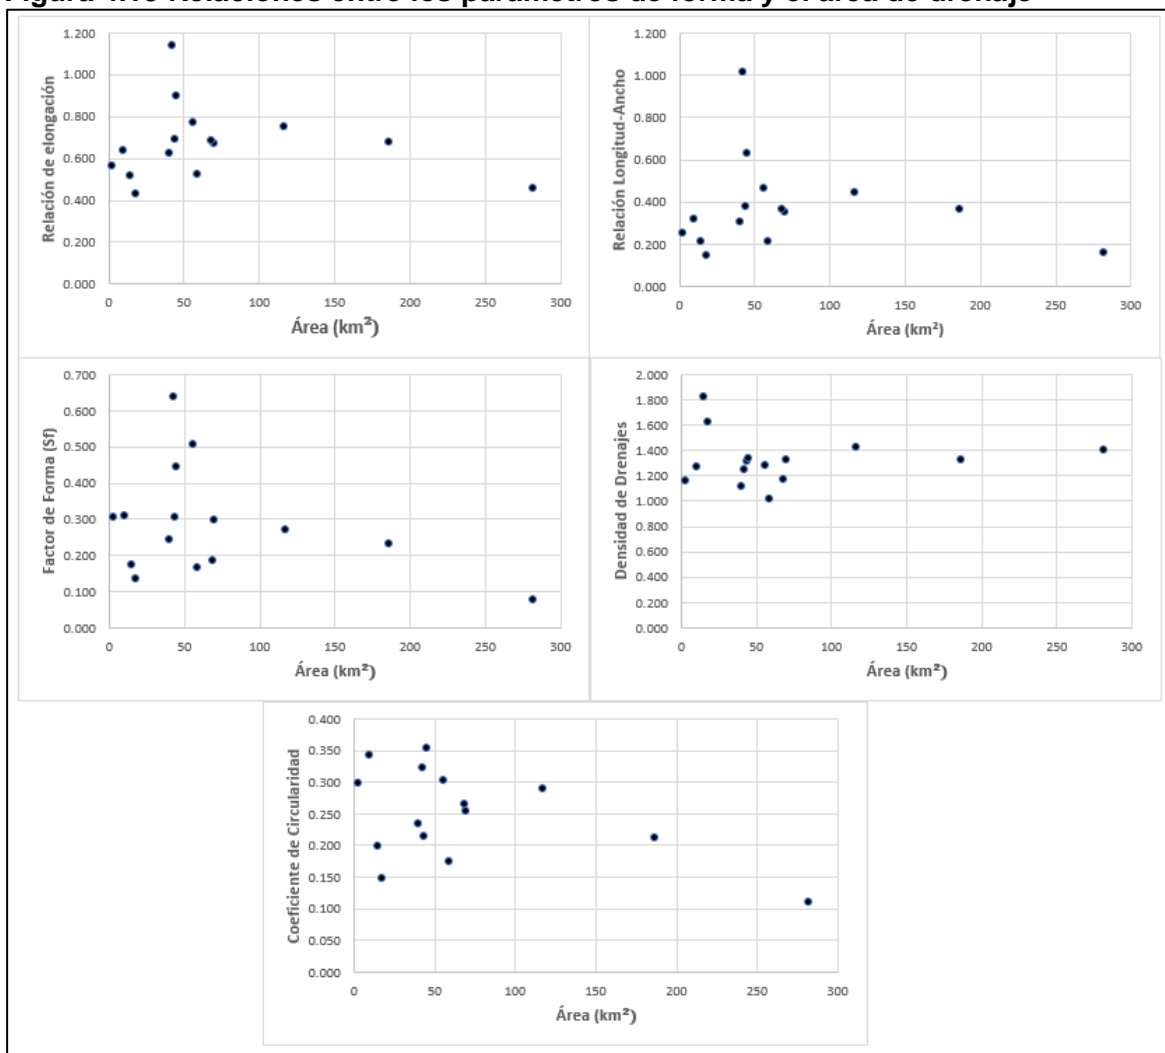 Figura 4.10 Relaciones entre los parámetros de forma y el área de drenaje
1.200
1.000
0.800
0.600
0.400
0.200
0.000
Relación de elongación
0 50 100 150 200 250 300
Área (km²)
1.200
1.000
0.800
0.600
0.400
0.200
0.000
Relación Longitud-Ancho
0 50 100 150 200 250 300
Área (km²)
0.700
0.600
0.500
0.400
0.300
0.200
0.100
0.000
Factor de Forma (Sf)
0 50 100 150 200 250 300
Área (km²)
2.000
1.800
1.600
1.400
1.200
1.000
0.800
0.600
0.400
0.200
0.000
Densidad de Drenajes
0 50 100 150 200 250 300
Área (km²)
0.400
0.350
0.300
0.250
0.200
0.150
0.100
0.050
0.000
Coeficiente de Circularidad
0 50 100 150 200 250 300
Área (km²)